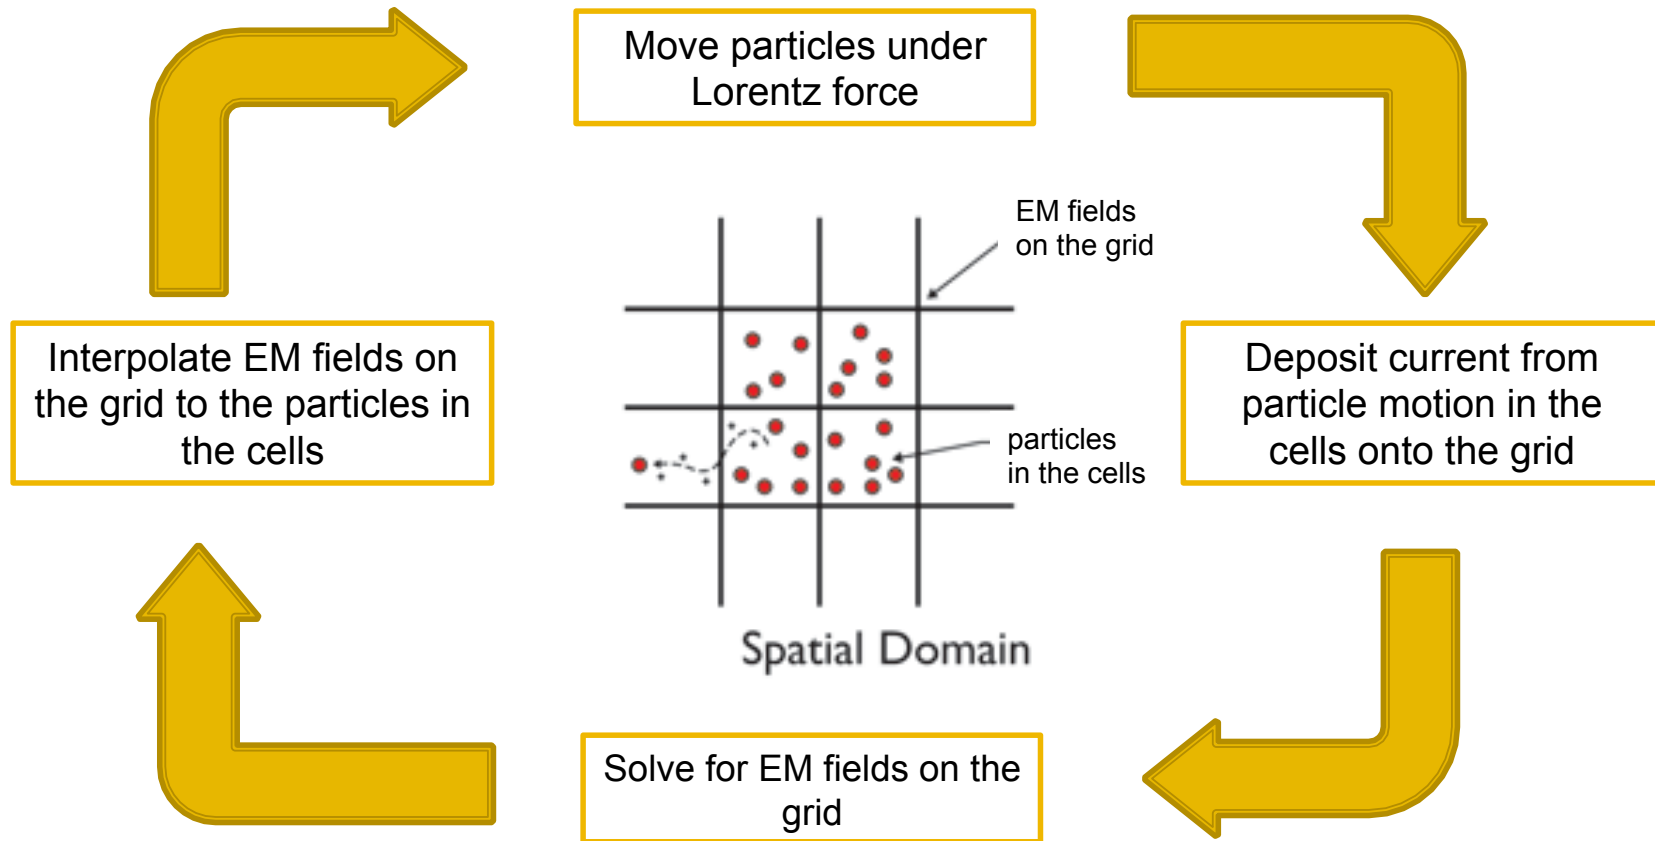 Move particles under
Lorentz force
EM fields
on the grid
Interpolate EM fields on
the grid to the particles in
the cells
particles
in the cells
Deposit current from
particle motion in the
cells onto the grid
Spatial Domain
Solve for EM fields on the
grid